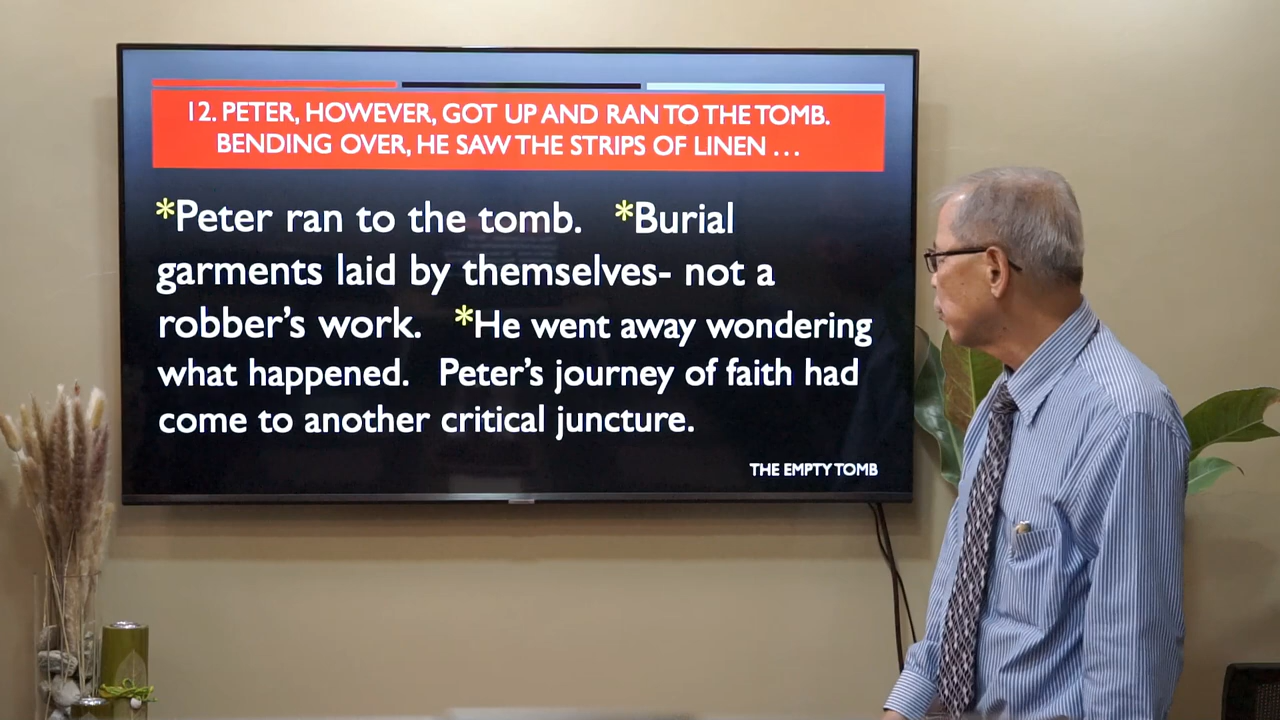 12. PETER, HOWEVER, GOT UP AND RAN TO THE TOMB.
BENDING OVER, HE SAW THE STRIPS OF LINEN ...
*Peter ran to the tomb. *Burial
garments laid by themselves- not a
robber's work. *He went away wondering
what happened. Peter's journey of faith had
come to another critical juncture.
THE EMPTY TOMB